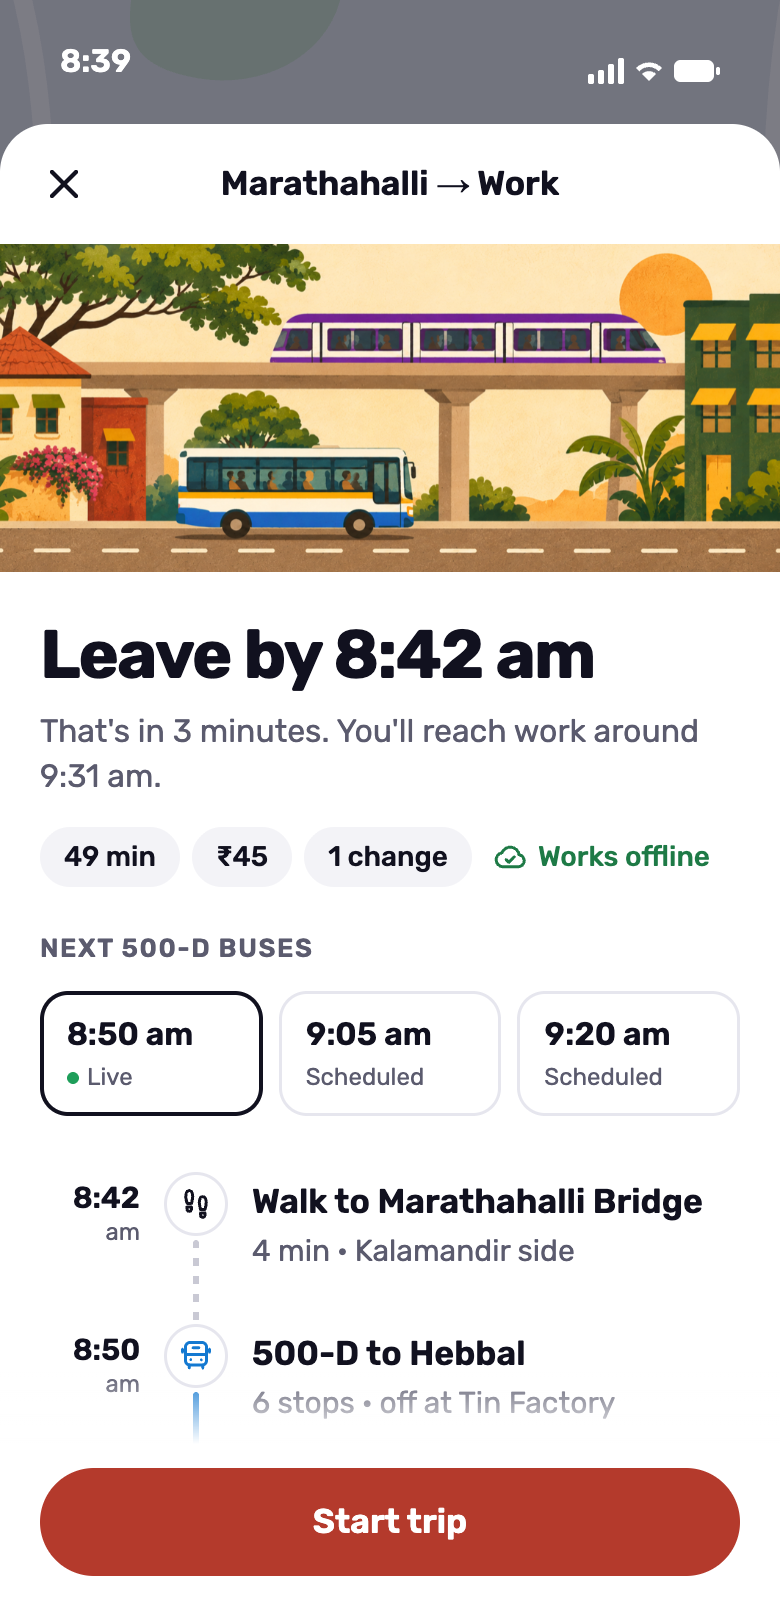 8:39
Marathahalli → Work
Leave by 8:42 am
That's in 3 minutes. You'll reach work around
9:31 am.
49 min
₹45
1 change
Works offline
NEXT 500-D BUSES
8:50 am
Live
9:05 am
Scheduled
9:20 am
Scheduled
8:42
am
Walk to Marathahalli Bridge
4 min • Kalamandir side
8:50
am
500-D to Hebbal
6 stops • off at Tin Factory
Start trip